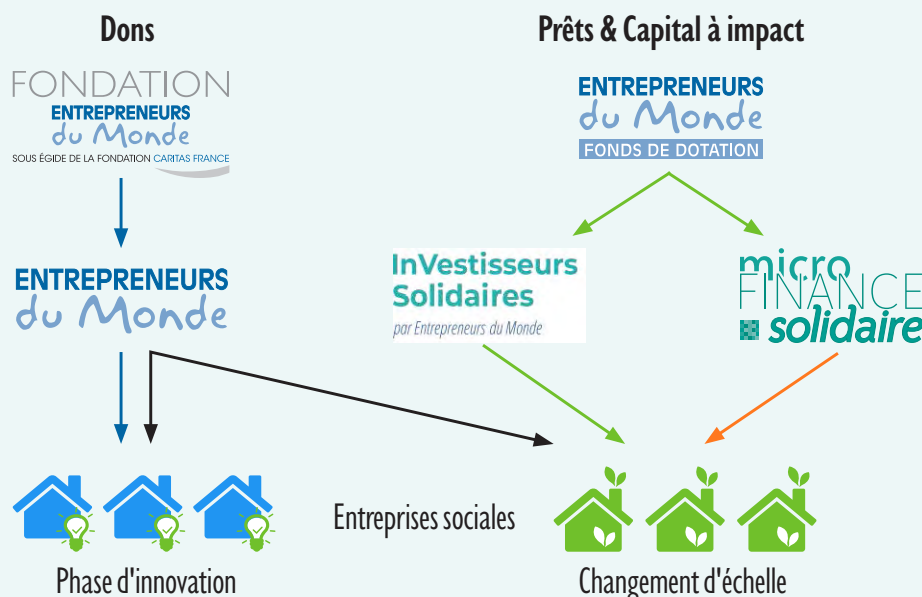 Dons
FONDATION
ENTREPRENEURS
du Monde
SOUS ÉGIDE DE LA FONDATION CARITAS FRANCE
ENTREPRENEURS
du Monde
Prêts & Capital à impact
ENTREPRENEURS
du Monde
FONDS DE DOTATION
InVestisseurs
Solidaires
par Entrepreneurs du Monde
micro
FINANCE
solidaire
Entreprises sociales
Phase d'innovation
Changement d'échelle